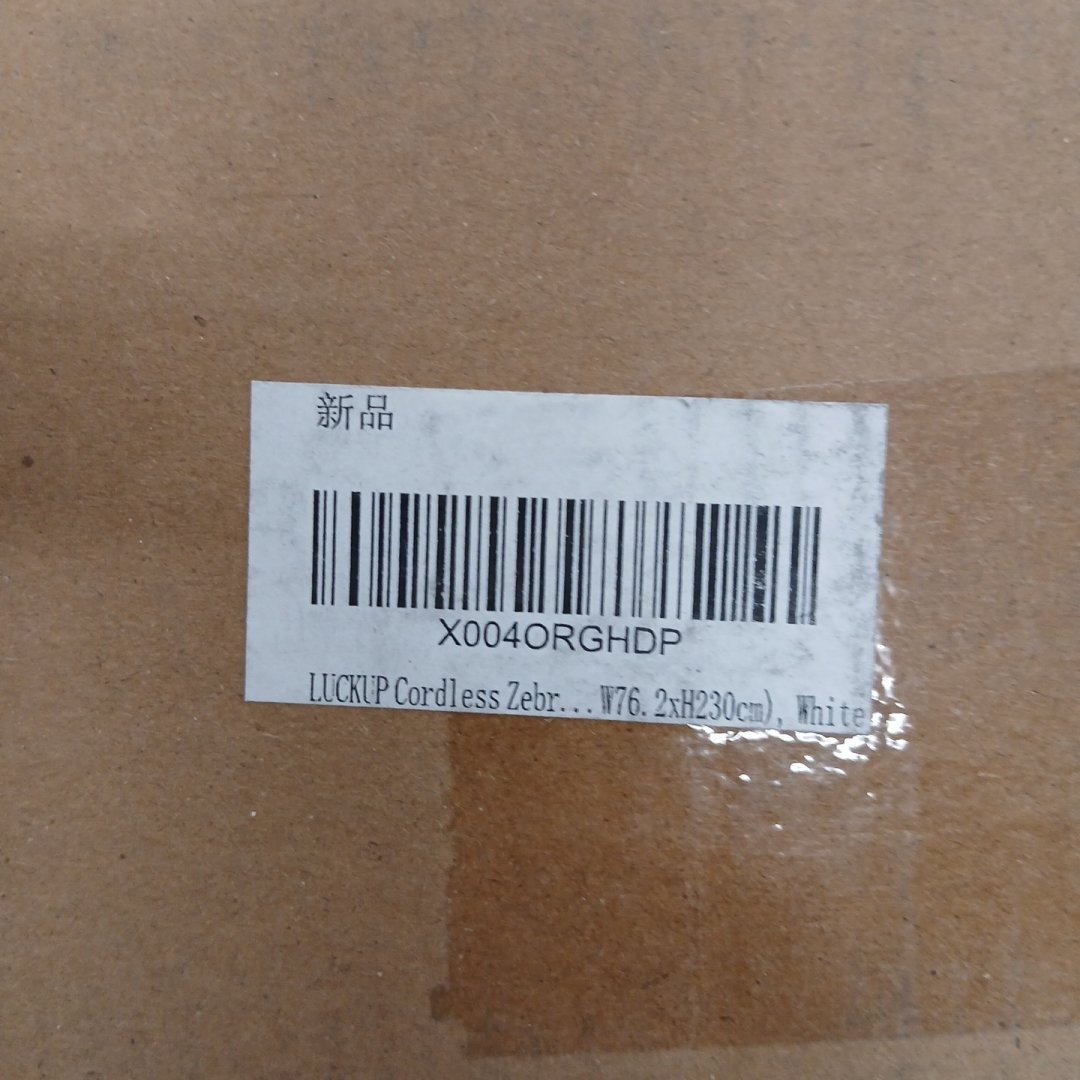 新品
X004ORGHDP
LUCKUP Cordless Zebr...W76.2xH230cm), White